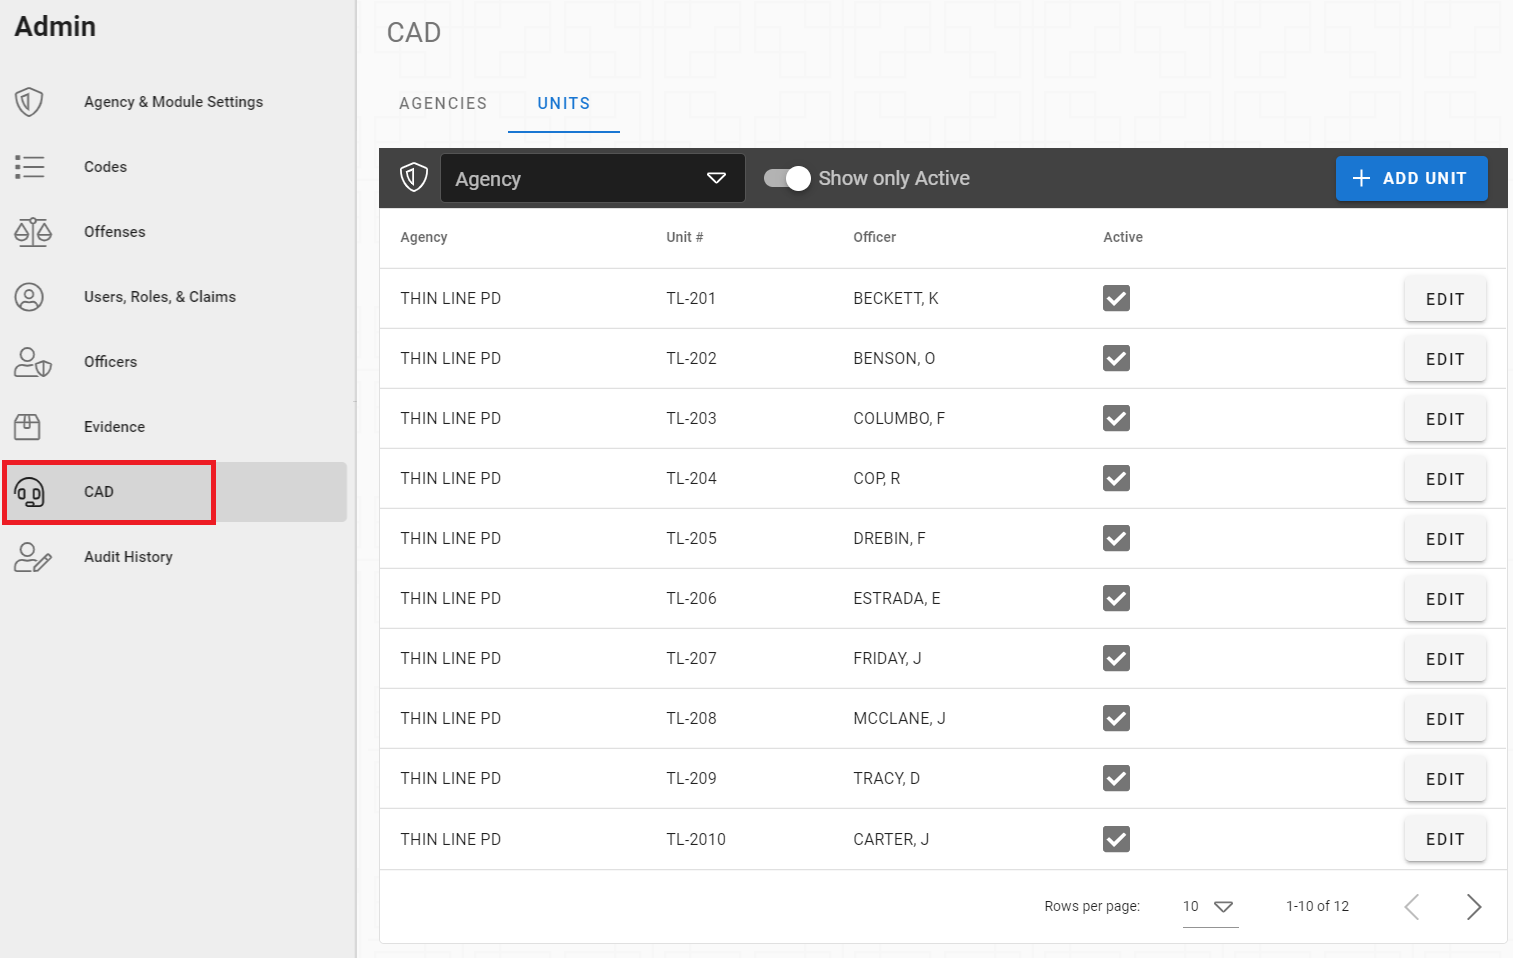 Admin
Agency & Module Settings
Codes
Offenses
Users, Roles, & Claims
Officers
Evidence
CAD
Audit History
CAD
AGENCIES UNITS
Agency Show only Active + ADD UNIT
Agency Unit # Officer Active
THIN LINE PD TL-201 BECKETT, K EDIT
THIN LINE PD TL-202 BENSON, O EDIT
THIN LINE PD TL-203 COLUMBO, F EDIT
THIN LINE PD TL-204 COP, R EDIT
THIN LINE PD TL-205 DREBIN, F EDIT
THIN LINE PD TL-206 ESTRADA, E EDIT
THIN LINE PD TL-207 FRIDAY, J EDIT
THIN LINE PD TL-208 MCCLANE, J EDIT
THIN LINE PD TL-209 TRACY, D EDIT
THIN LINE PD TL-2010 CARTER, J EDIT
Rows per page: 10 1-10 of 12